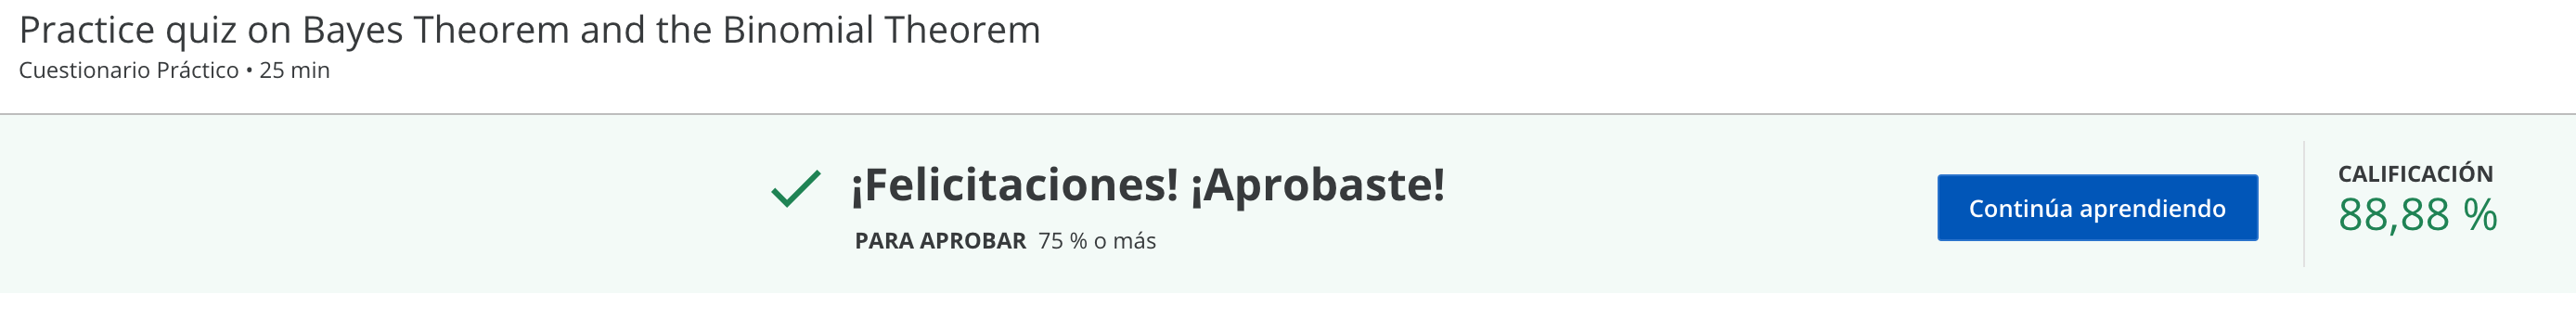 Practice quiz on Bayes Theorem and the Binomial Theorem
Cuestionario Práctico • 25 min
¡Felicitaciones! ¡Aprobaste!
PARA APROBAR 75 % o más
Continúa aprendiendo
CALIFICACIÓN
88,88 %